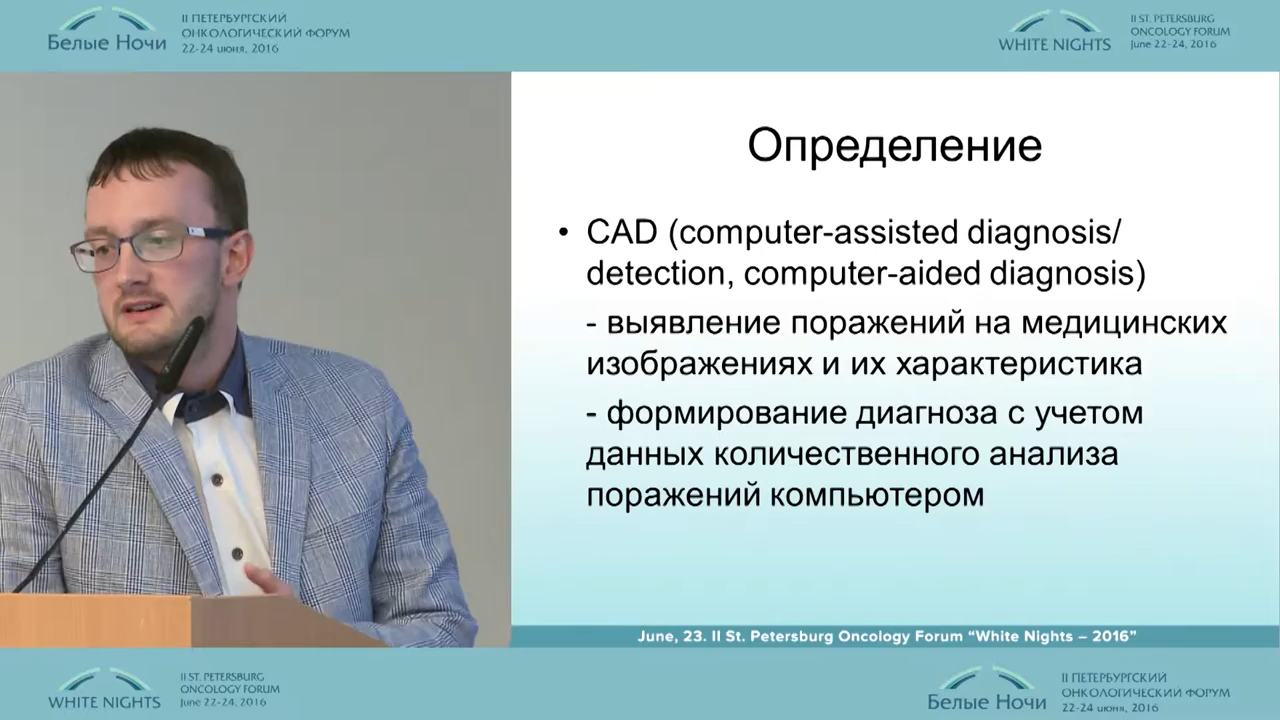 Белые Ночи
II ПЕТЕРБУРГСКИЙ
ОНКОЛОГИЧЕСКИЙ ФОРУМ
22-24 июня, 2016
WHITE NIGHTS
II ST. PETERSBURG
ONCOLOGY FORUM
June 22-24, 2016
Определение
• CAD (computer-assisted diagnosis/
detection, computer-aided diagnosis)
- выявление поражений на медицинских
изображениях и их характеристика
- формирование диагноза с учетом
данных количественного анализа
поражений компьютером
June, 23. II St. Petersburg Oncology Forum “White Nights – 2016”
WHITE NIGHTS
II ST. PETERSBURG
ONCOLOGY FORUM
June 22-24, 2016
Белые Ночи
II ПЕТЕРБУРГСКИЙ
ОНКОЛОГИЧЕСКИЙ ФОРУМ
22-24 июня, 2016